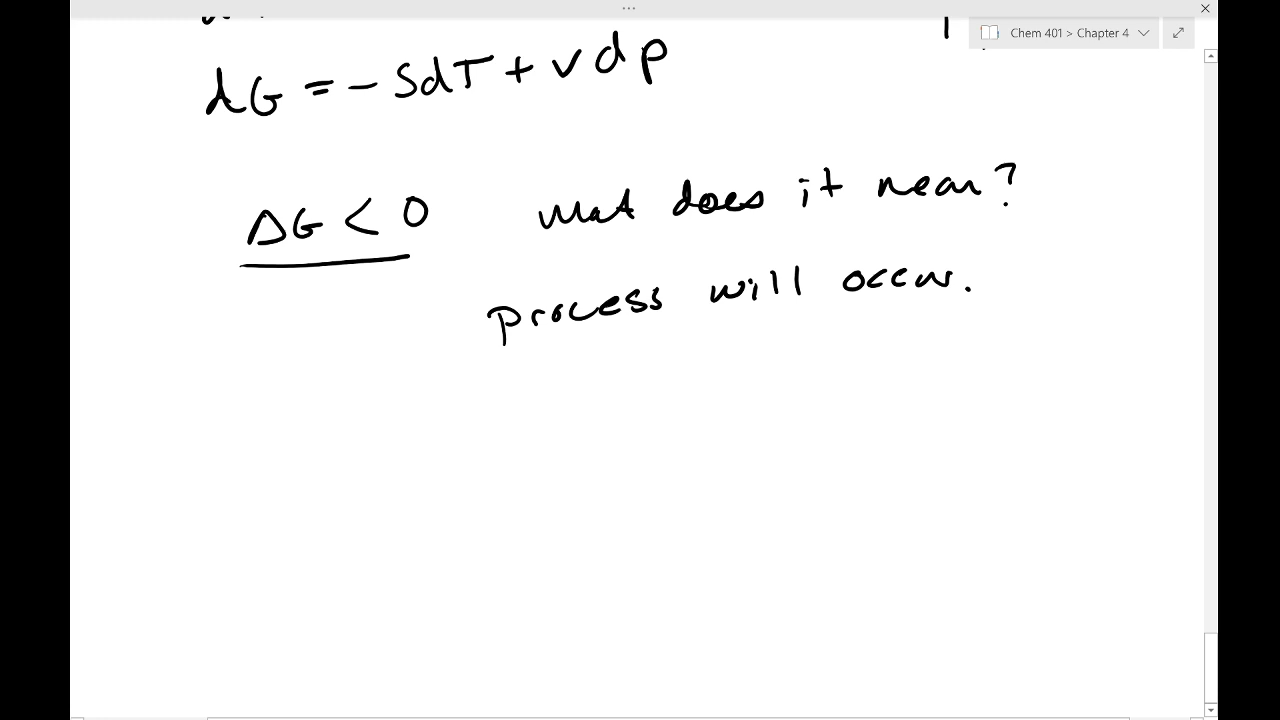 Chem 401 > Chapter 4
dG = - SdT + Vdp
ΔG < 0 What does it mean?
process will occur.